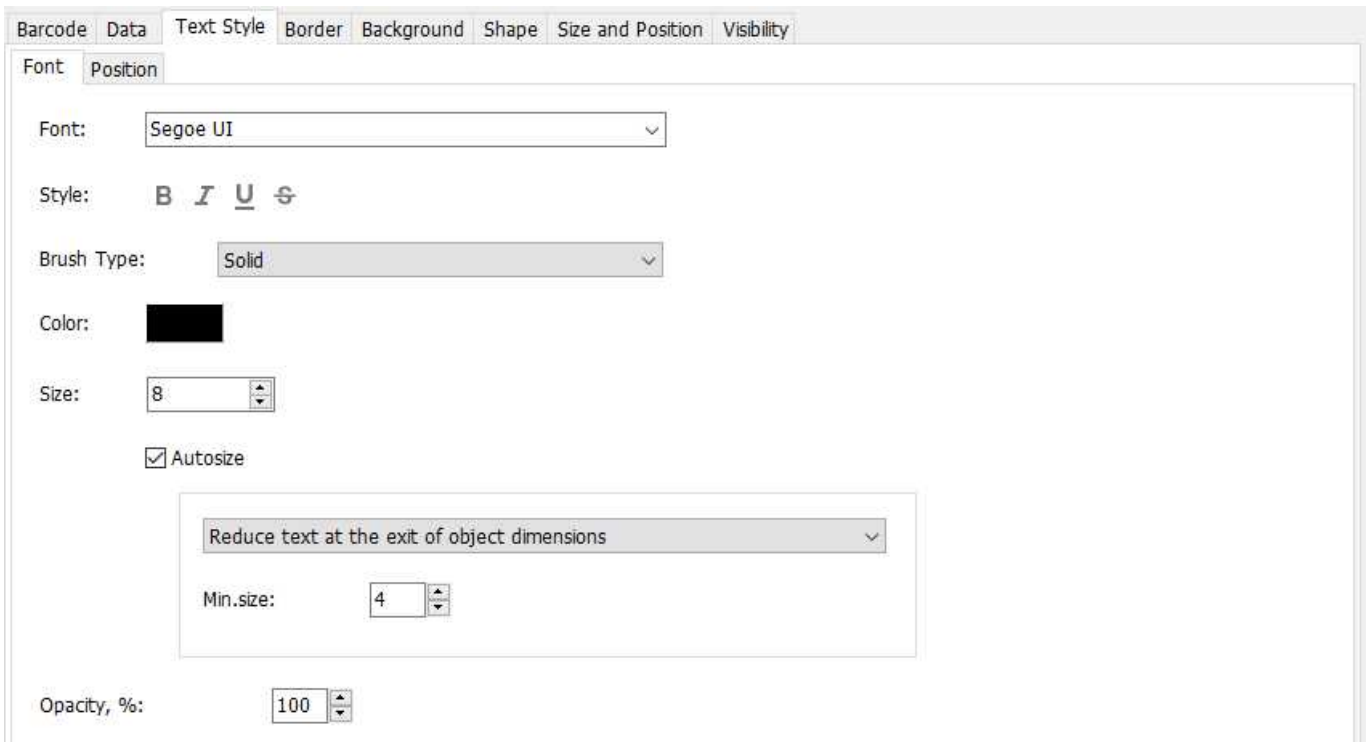 Barcode Data Text Style Border Background Shape Size and Position Visibility
Font Position
Font: Segoe UI
Style: B I U S
Brush Type: Solid
Color:
Size: 8
Autosize
Reduce text at the exit of object dimensions
Min.size: 4
Opacity, %: 100